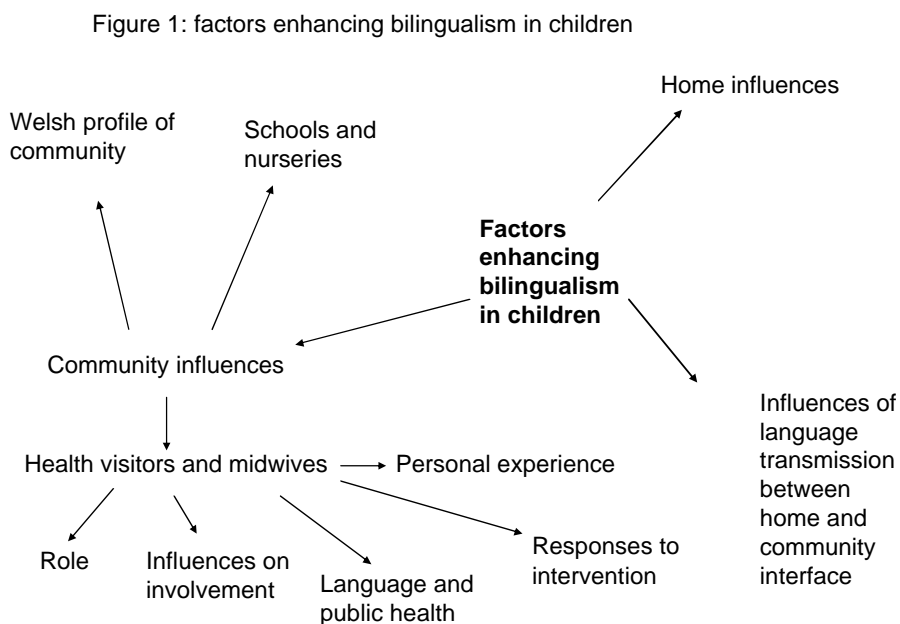 Figure 1: factors enhancing bilingualism in children
Home influences
Welsh profile of
community
Schools and
nurseries
Factors
enhancing
bilingualism
in children
Community influences
Influences of
language
transmission
between
home and
community
interface
Health visitors and midwives
Personal experience
Role
Influences on
involvement
Language and
public health
Responses to
intervention